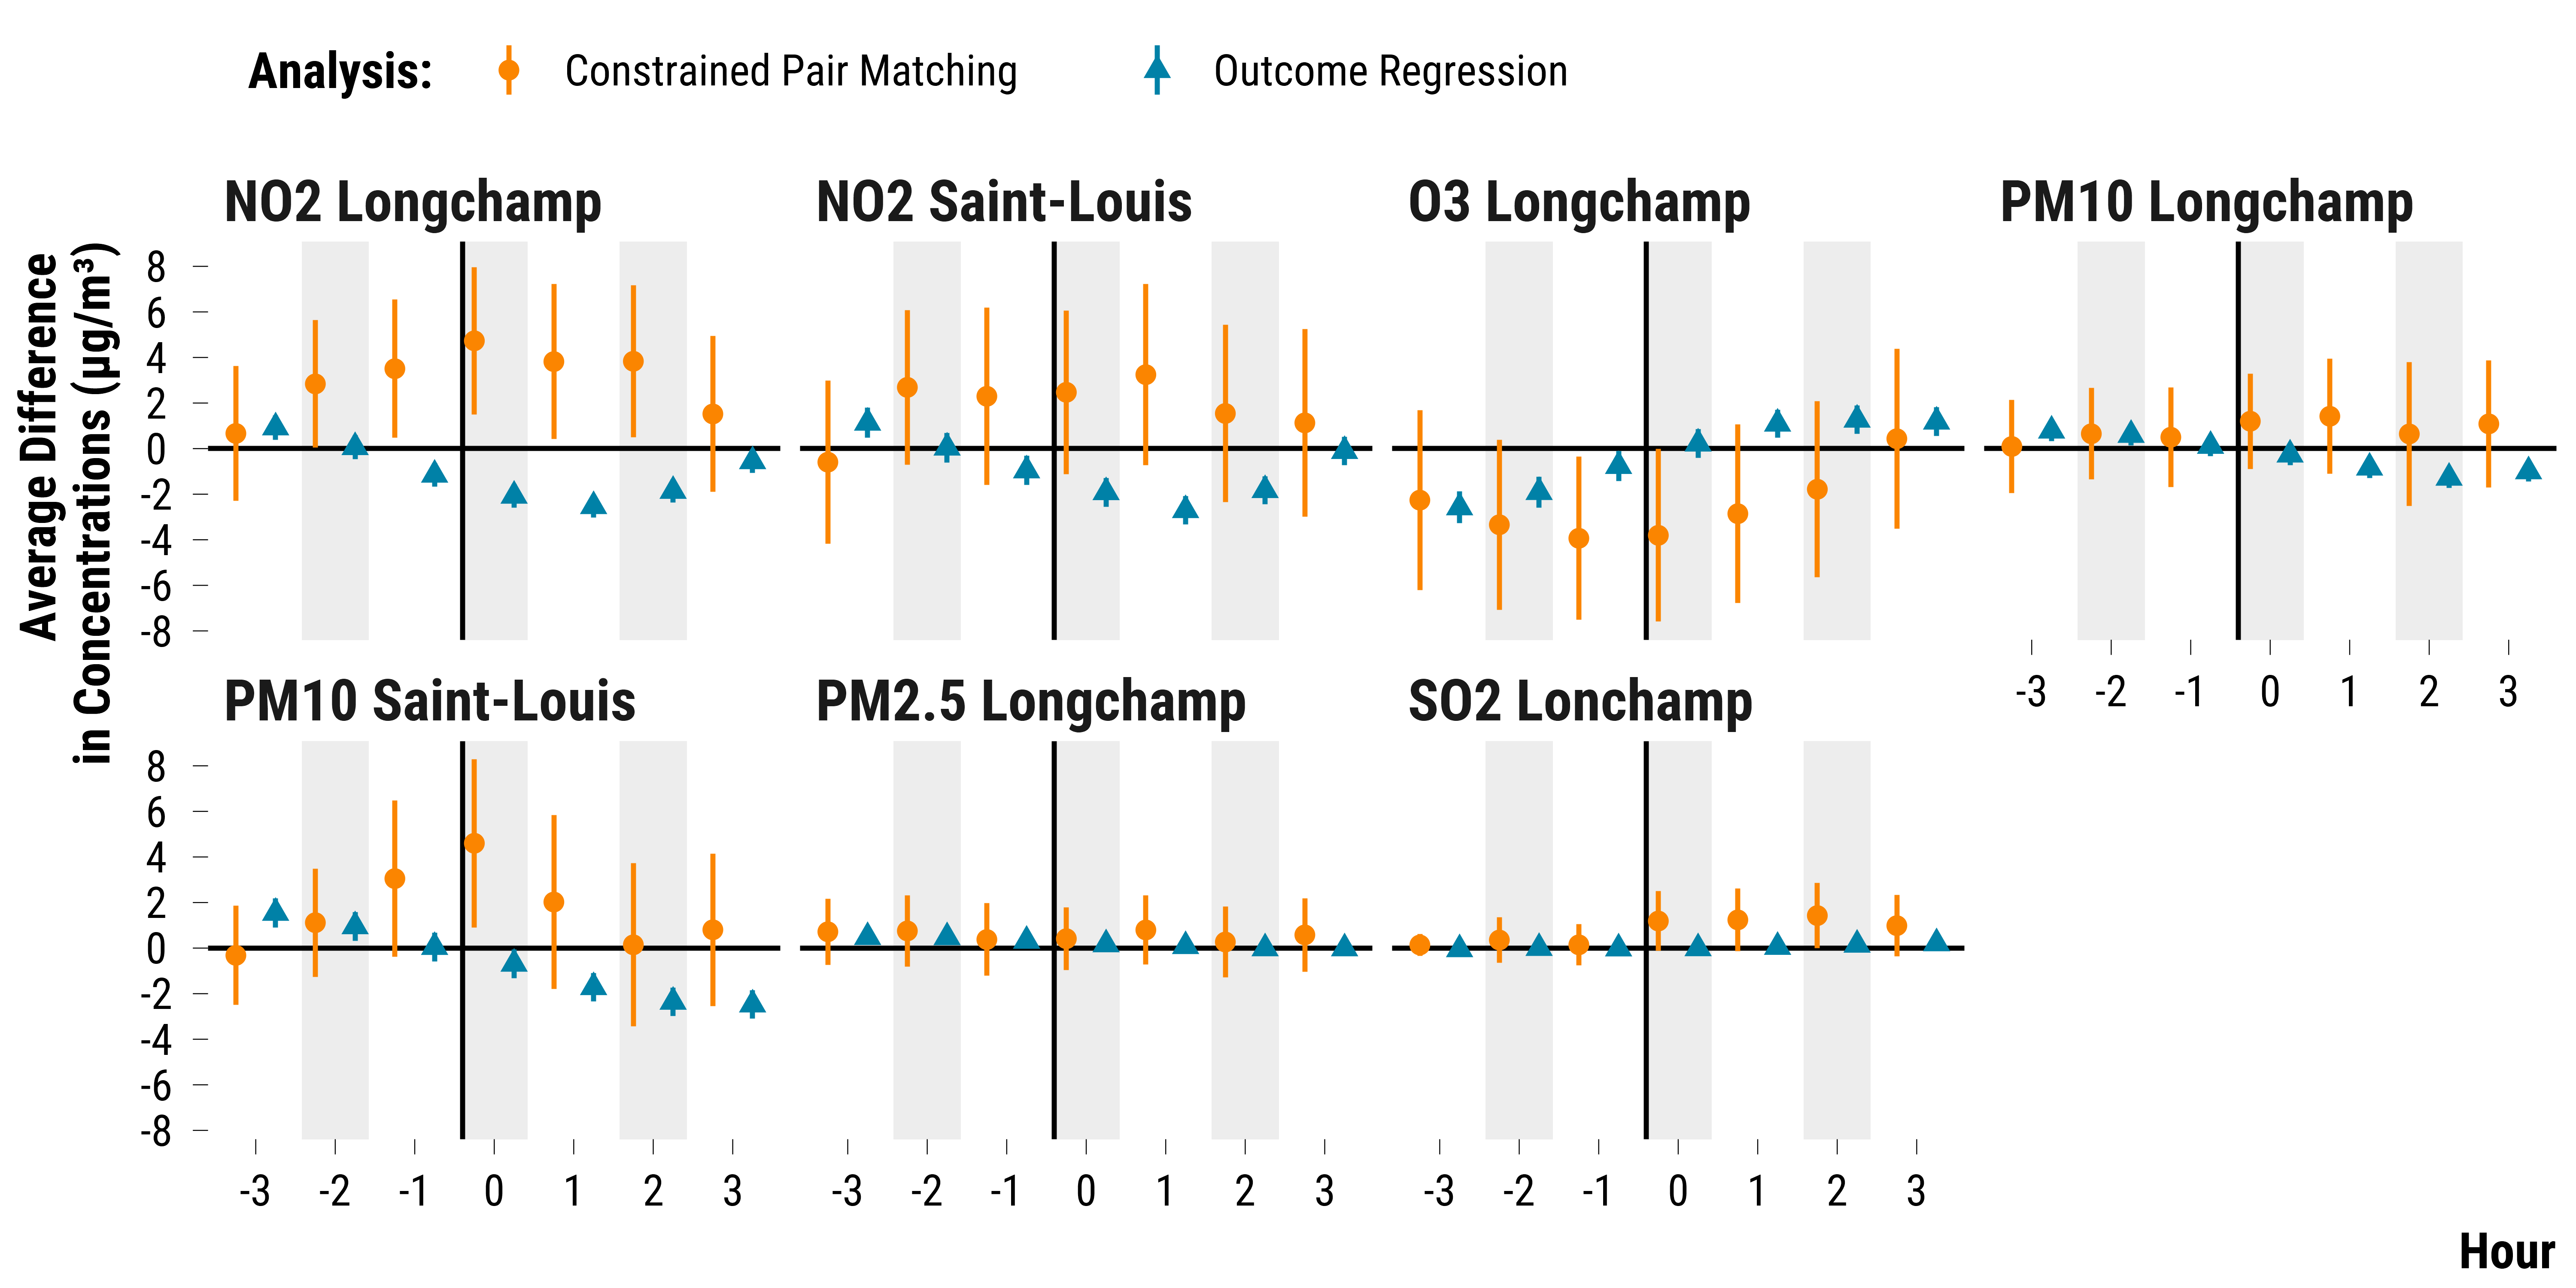 Analysis: Constrained Pair Matching Outcome Regression
NO2 Longchamp NO2 Saint-Louis O3 Longchamp PM10 Longchamp
Average Difference
in Concentrations (µg/m³)
8
6
4
2
0
-2
-4
-6
-8
-3 -2 -1 0 1 2 3
PM10 Saint-Louis PM2.5 Longchamp SO2 Lonchamp
8
6
4
2
0
-2
-4
-6
-8
-3 -2 -1 0 1 2 3 -3 -2 -1 0 1 2 3 -3 -2 -1 0 1 2 3
Hour